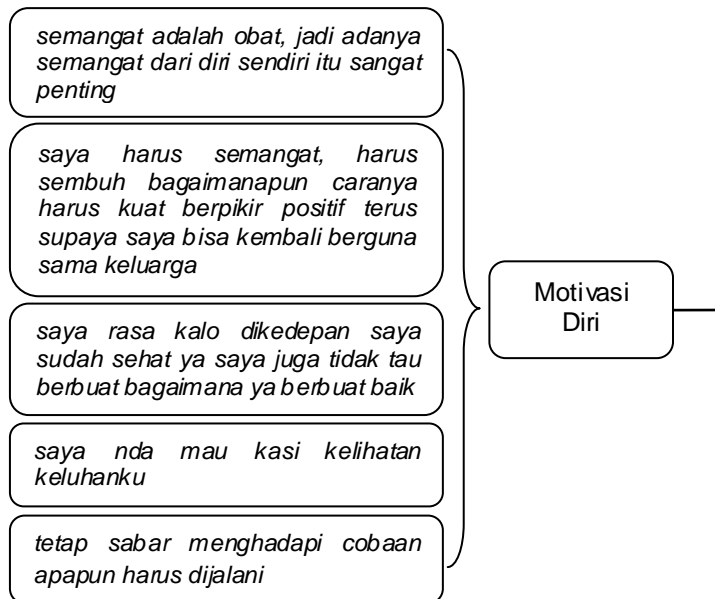 semangat adalah obat, jadi adanya
semangat dari diri sendiri itu sangat
penting
saya harus semangat, harus
sembuh bagaimanapun caranya
harus kuat berpikir positif terus
supaya saya bisa kembali berguna
sama keluarga
saya rasa kalo dikedepan saya
sudah sehat ya saya juga tidak tau
berbuat bagaimana ya berbuat baik
saya nda mau kasi kelihatan
keluhanku
tetap sabar menghadapi cobaan
apapun harus dijalani
Motivasi
Diri